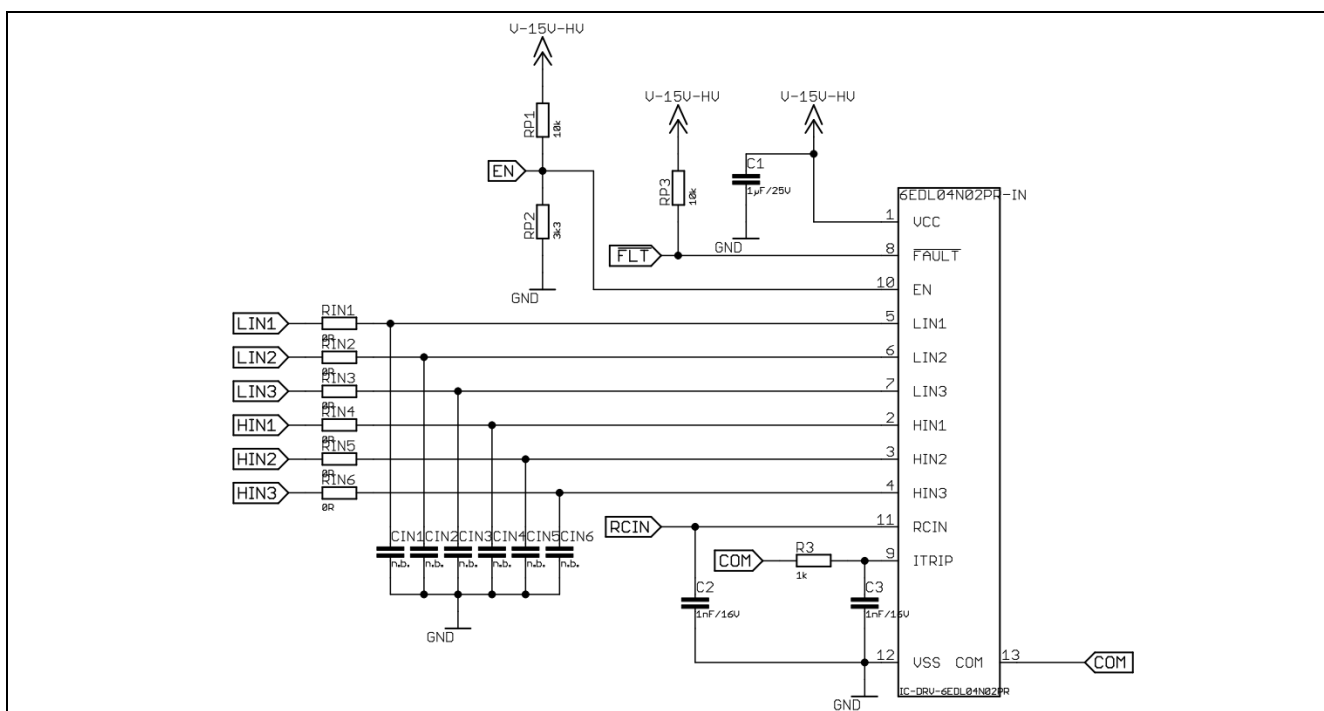 V-15V-HV
RP1
10k
EN
RP2
3k3
GND
V-15V-HV
RP3
10k
FLT
V-15V-HV
C1
1µF/25V
GND
6EDL04N02PR-IN
1 VCC
8 FAULT
10 EN
LIN1 RIN1 0R 5 LIN1
LIN2 RIN2 0R 6 LIN2
LIN3 RIN3 0R 7 LIN3
HIN1 RIN4 0R 2 HIN1
HIN2 RIN5 0R 3 HIN2
HIN3 RIN6 0R 4 HIN3
RCIN 11 RCIN
CIN1 CIN2 CIN3 CIN4 CIN5 CIN6
n.b. n.b. n.b. n.b. n.b. n.b.
GND
COM R3 9 ITRIP
1k
C2
1nF/16V
C3
1nF/16V
12 VSS COM 13 COM
GND
IC-DRV-6EDL04N02PR